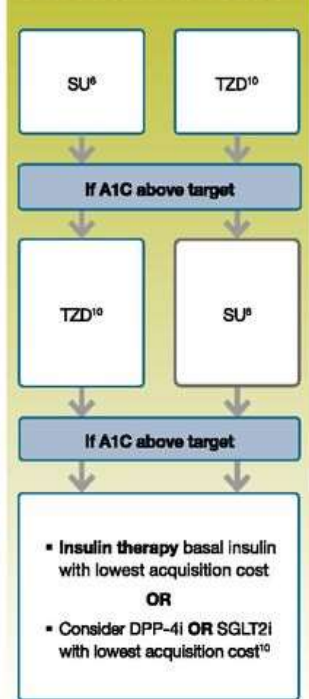 SU⁶
TZD¹⁰
If A1C above target
TZD¹⁰
SU⁶
If A1C above target
▪ Insulin therapy basal insulin
with lowest acquisition cost
OR
▪ Consider DPP-4i OR SGLT2i
with lowest acquisition cost¹⁰